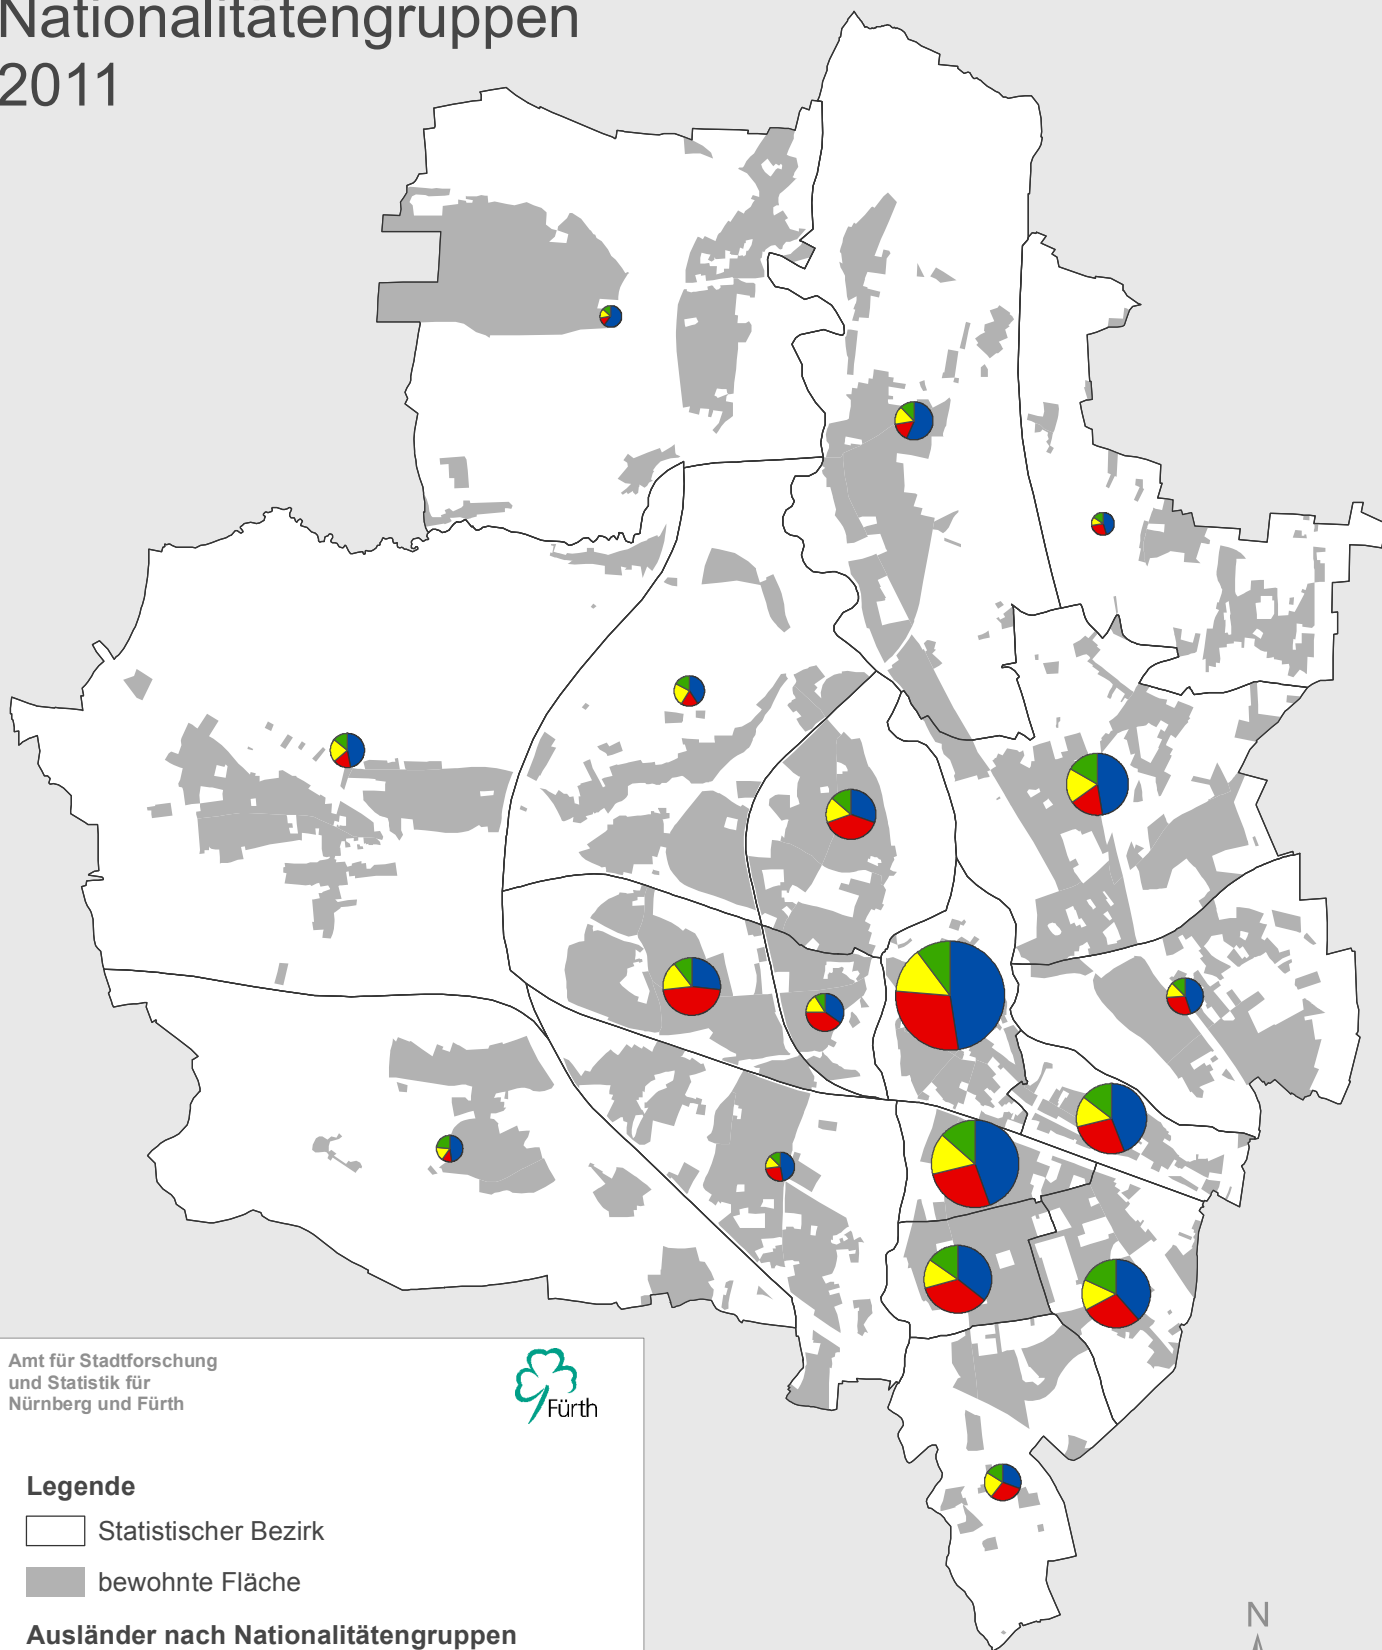 Nationalitätengruppen
2011
Amt für Stadtforschung
und Statistik für
Nürnberg und Fürth
Fürth
Legende
Statistischer Bezirk
bewohnte Fläche
Ausländer nach Nationalitätengruppen
N